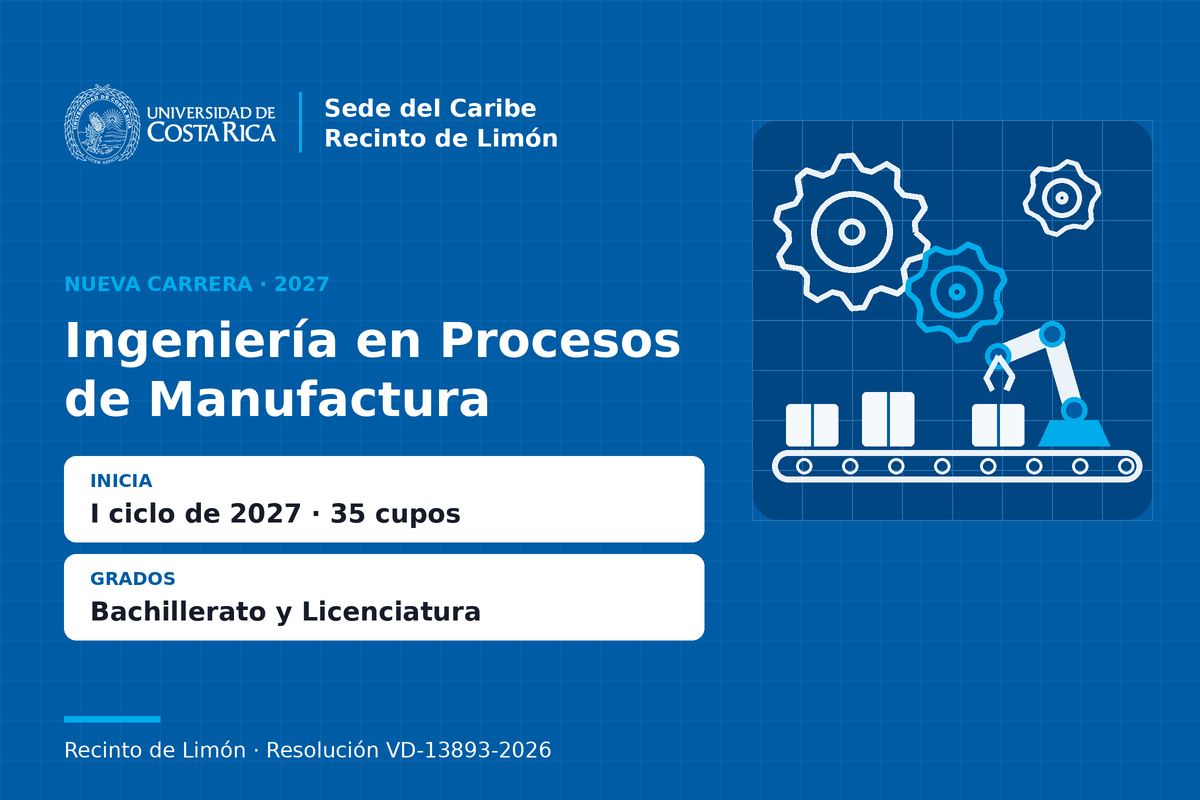 UNIVERSIDAD DE
COSTA RICA
Sede del Caribe
Recinto de Limón
NUEVA CARRERA · 2027
Ingeniería en Procesos
de Manufactura
INICIA
I ciclo de 2027 · 35 cupos
GRADOS
Bachillerato y Licenciatura
Recinto de Limón · Resolución VD-13893-2026